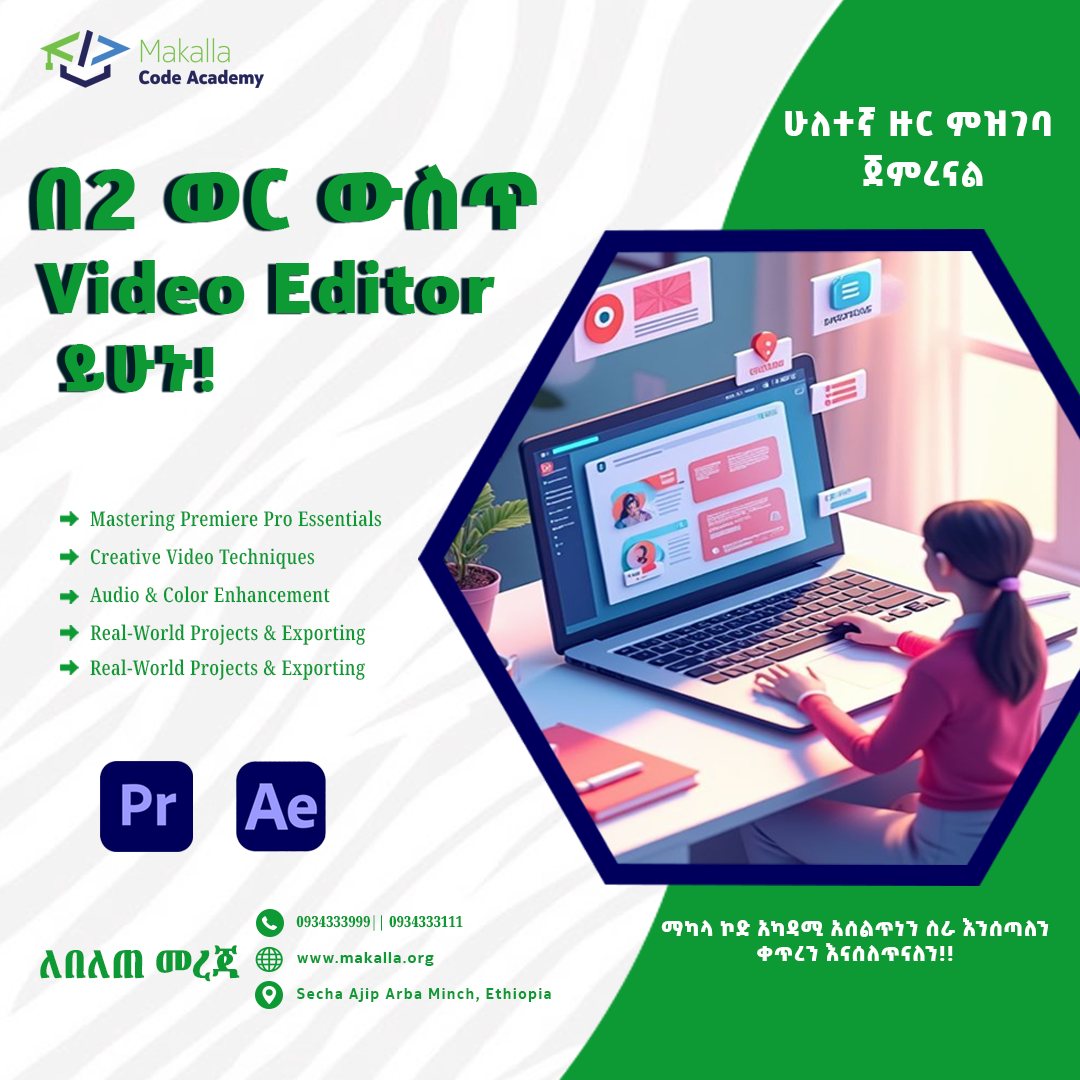 Makalla
Code Academy
ሁለተኛ ዙር ምዝገባ
ጀምረናል
በ2 ወር ውስጥ
Video Editor
ይሁኑ!
Mastering Premiere Pro Essentials
Creative Video Techniques
Audio & Color Enhancement
Real-World Projects & Exporting
Real-World Projects & Exporting
Pr
Ae
ለበለጠ መረጃ
0934333999|| 0934333111
www.makalla.org
Secha Ajip Arba Minch, Ethiopia
ማካላ ኮድ አካዳሚ አሰልጥነን ስራ እንሰጣለን
ቀጥረን እናሰለጥናለን!!